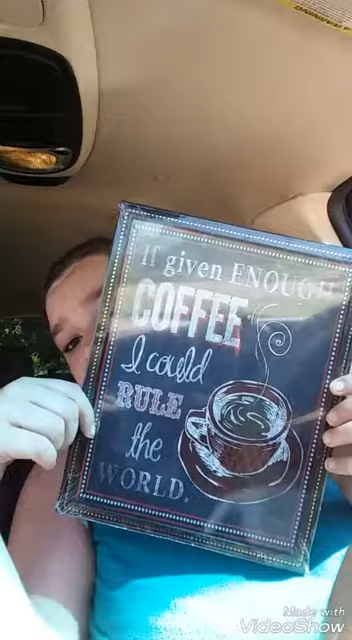 If given ENOUGH
COFFEE
I could
RULE
the
WORLD.
Made with
VideoShow